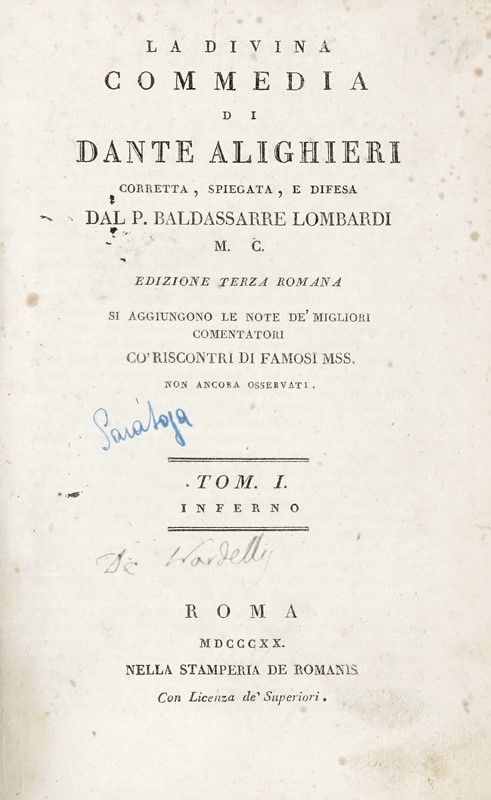 LA DIVINA
COMMEDIA
DI
DANTE ALIGHIERI
CORRETTA, SPIEGATA, E DIFESA
DAL P. BALDASSARRE LOMBARDI
M. C.
EDIZIONE TERZA ROMANA
SI AGGIUNGONO LE NOTE DE' MIGLIORI
COMENTATORI
CO' RISCONTRI DI FAMOSI MSS.
NON ANCORA OSSERVATI.
TOM. I.
INFERNO
De
ROMA
MDCCCXX.
NELLA STAMPERIA DE ROMANIS
Con Licenza de' Superiori.